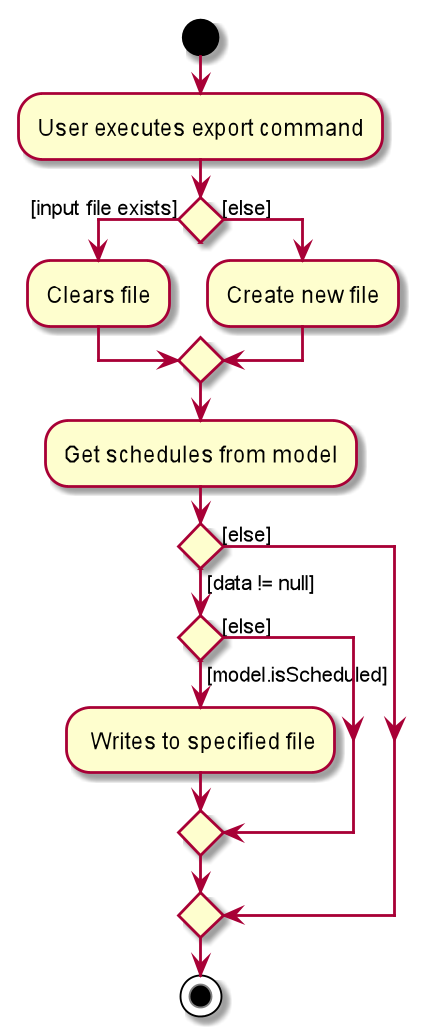 User executes export command
[input file exists]
[else]
Clears file
Create new file
Get schedules from model
[else]
[data != null]
[else]
[model.isScheduled]
Writes to specified file